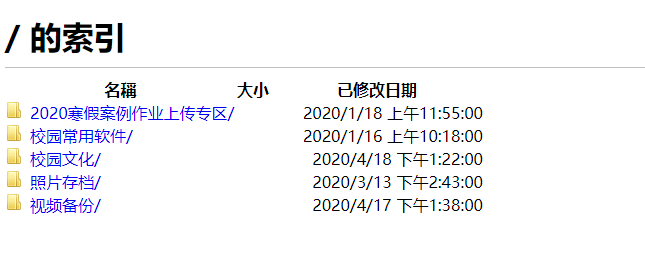 / 的索引
名稱 大小 已修改日期
2020寒假案例作业上传专区/ 2020/1/18 上午11:55:00
校园常用软件/ 2020/1/16 上午10:18:00
校园文化/ 2020/4/18 下午1:22:00
照片存档/ 2020/3/13 下午2:43:00
视频备份/ 2020/4/17 下午1:38:00